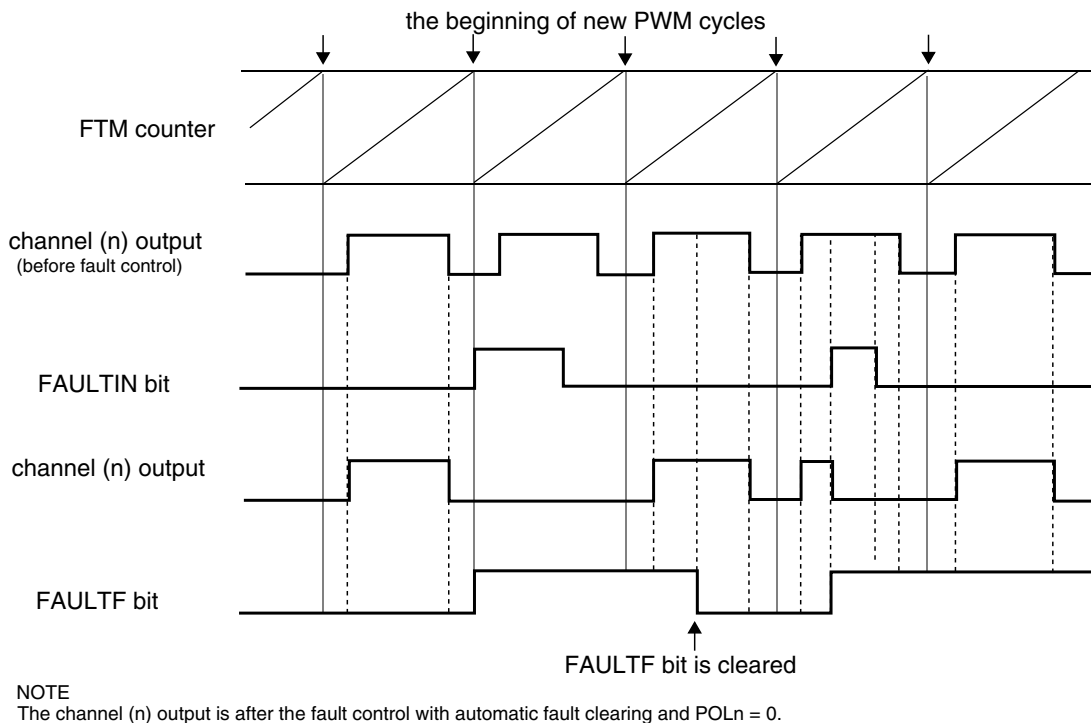 the beginning of new PWM cycles
FTM counter
channel (n) output
(before fault control)
FAULTIN bit
channel (n) output
FAULTF bit
FAULTF bit is cleared
NOTE
The channel (n) output is after the fault control with automatic fault clearing and POLn = 0.